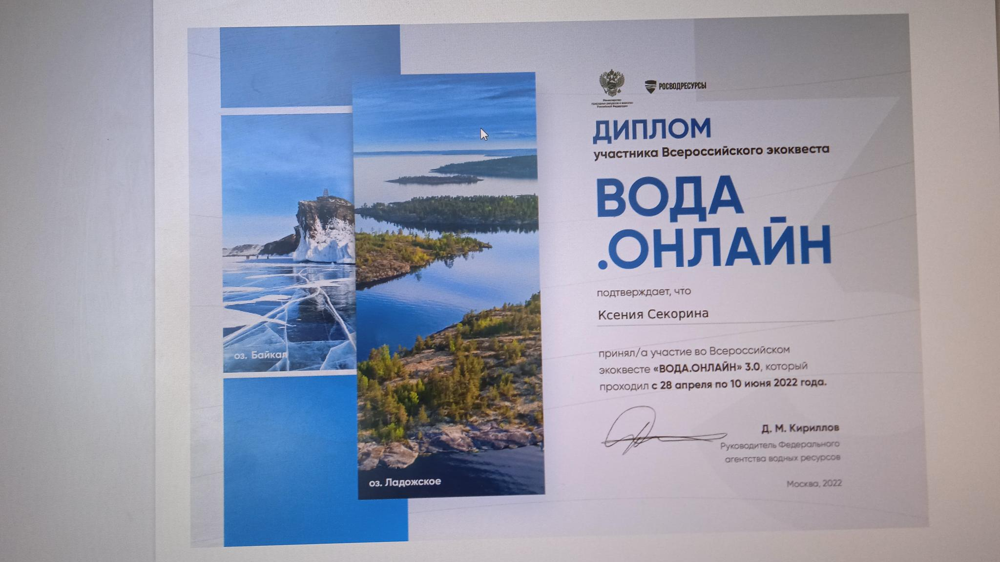 Министерство
природных ресурсов и экологии
Российской Федерации
РОСВОДРЕСУРСЫ
ДИПЛОМ
участника Всероссийского экоквеста
ВОДА
.ОНЛАЙН
подтверждает, что
Ксения Секорина
принял/а участие во Всероссийском
экоквесте «ВОДА.ОНЛАЙН» 3.0, который
проходил с 28 апреля по 10 июня 2022 года.
Д. М. Кириллов
Руководитель Федерального
агентства водных ресурсов
Москва, 2022
оз. Байкал
оз. Ладожское